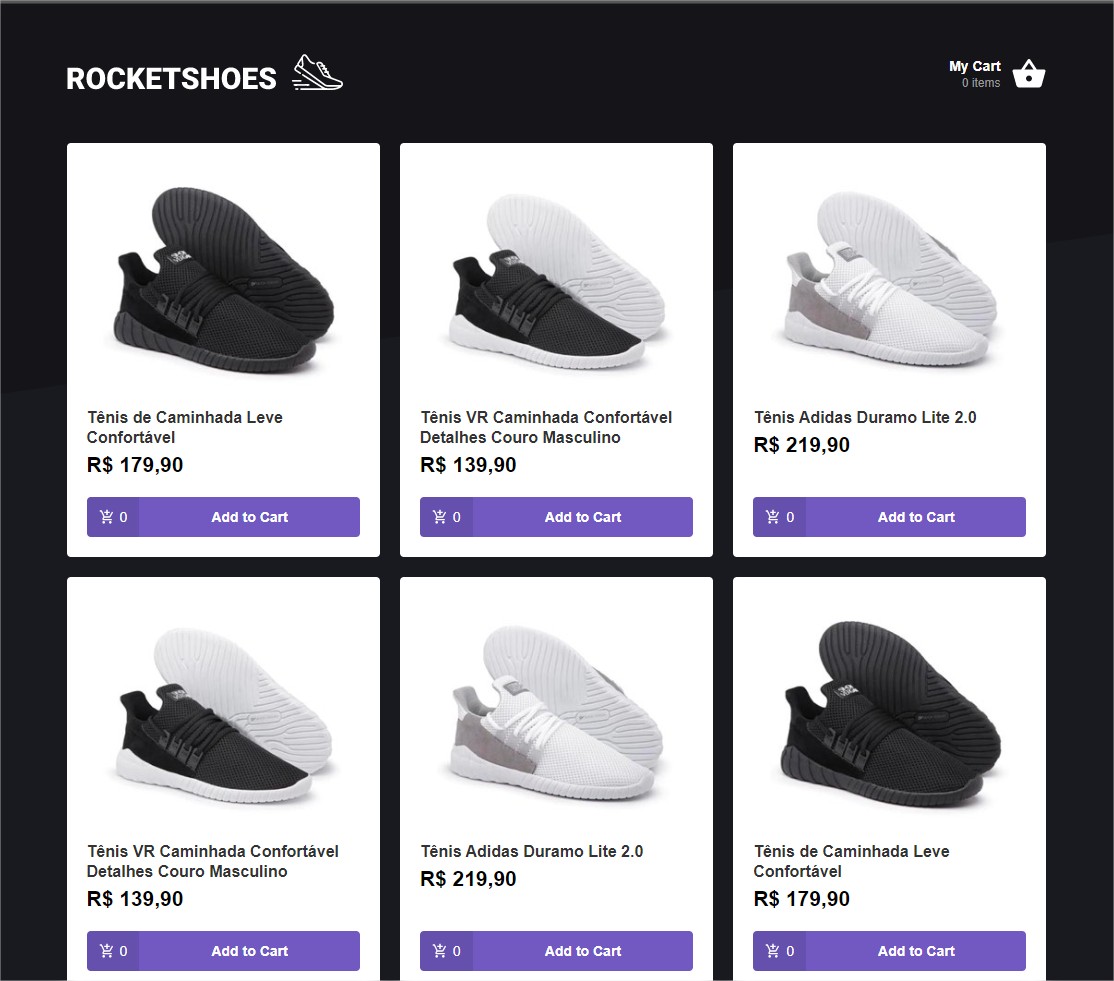 ROCKETSHOES
My Cart
0 items
Tênis de Caminhada Leve
Confortável
R$ 179,90
0 Add to Cart
Tênis VR Caminhada Confortável
Detalhes Couro Masculino
R$ 139,90
0 Add to Cart
Tênis Adidas Duramo Lite 2.0
R$ 219,90
0 Add to Cart
Tênis VR Caminhada Confortável
Detalhes Couro Masculino
R$ 139,90
0 Add to Cart
Tênis Adidas Duramo Lite 2.0
R$ 219,90
0 Add to Cart
Tênis de Caminhada Leve
Confortável
R$ 179,90
0 Add to Cart